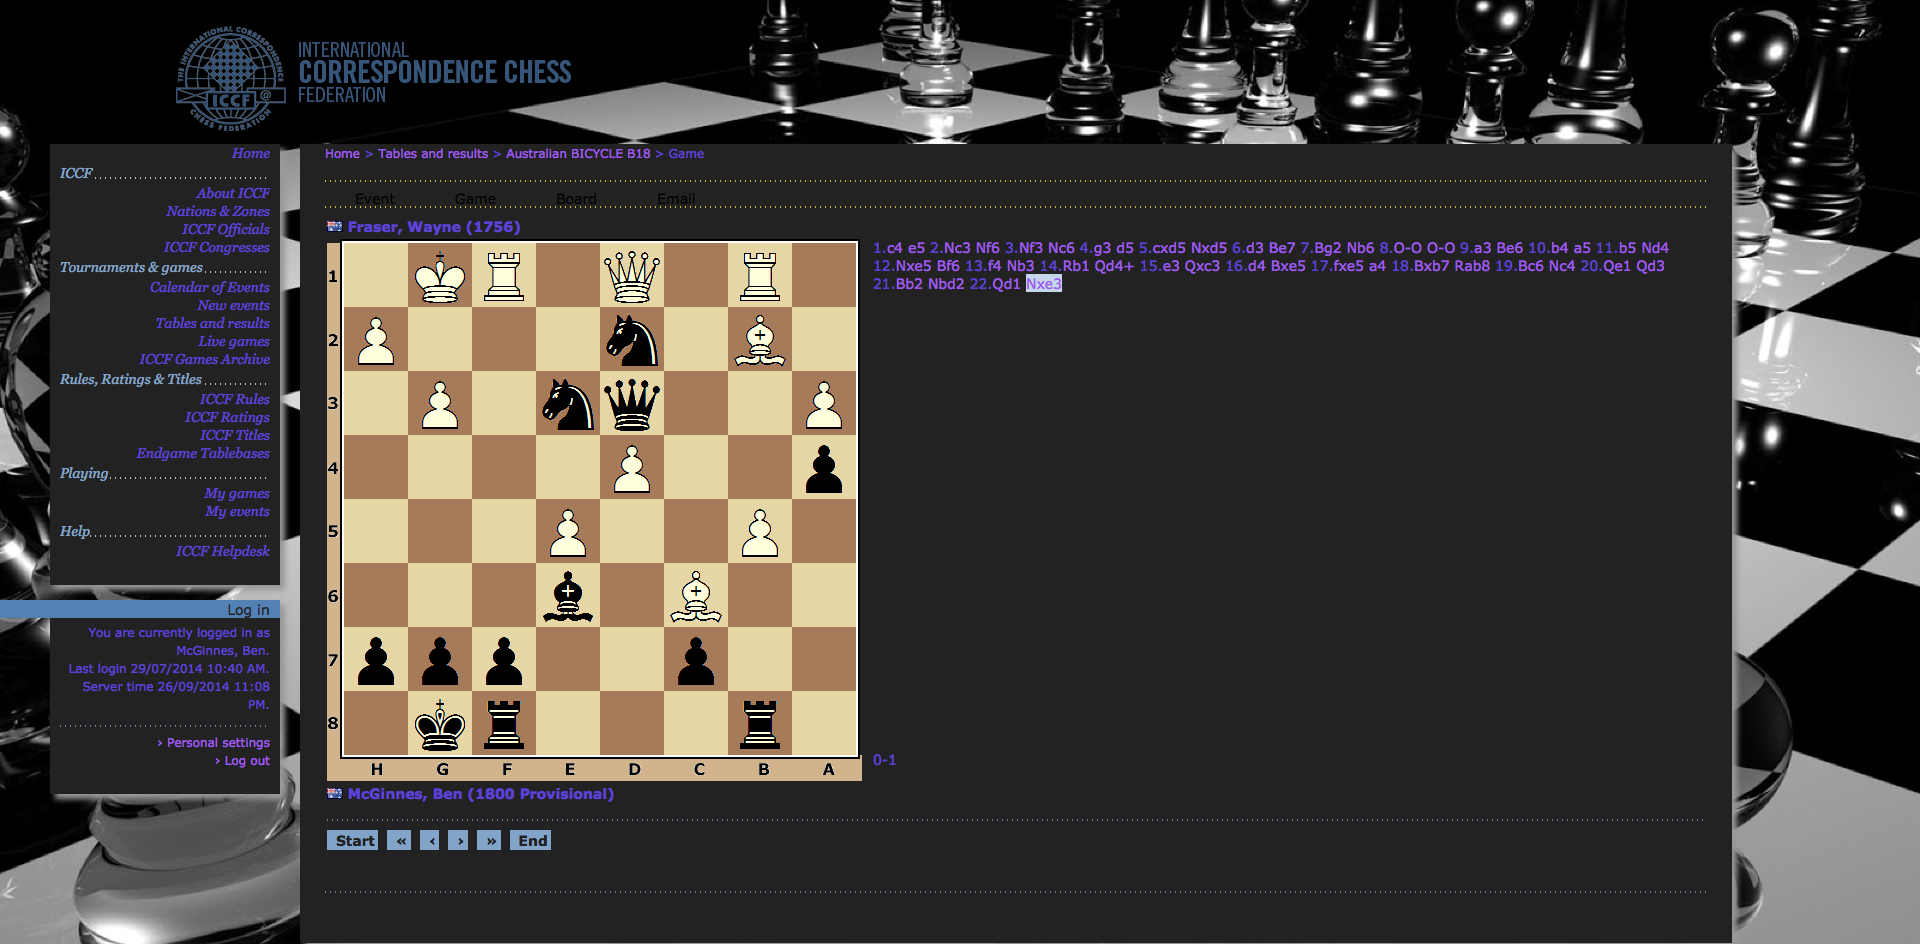 INTERNATIONAL
CORRESPONDENCE CHESS
FEDERATION
THE INTERNATIONAL CORRESPONDENCE
ICCF @
CHESS FEDERATION
Home
ICCF
About ICCF
Nations & Zones
ICCF Officials
ICCF Congresses
Tournaments & games
Calendar of Events
New events
Tables and results
Live games
ICCF Games Archive
Rules, Ratings & Titles
ICCF Rules
ICCF Ratings
ICCF Titles
Endgame Tablebases
Playing
My games
My events
Help
ICCF Helpdesk
Log in
You are currently logged in as
McGinnes, Ben.
Last login 29/07/2014 10:40 AM.
Server time 26/09/2014 11:08
PM.
› Personal settings
› Log out
Home > Tables and results > Australian BICYCLE B18 > Game
Event Game Board Email
Fraser, Wayne (1756)
1
2
3
4
5
6
7
8
H G F E D C B A
1.c4 e5 2.Nc3 Nf6 3.Nf3 Nc6 4.g3 d5 5.cxd5 Nxd5 6.d3 Be7 7.Bg2 Nb6 8.O-O O-O 9.a3 Be6 10.b4 a5 11.b5 Nd4
12.Nxe5 Bf6 13.f4 Nb3 14.Rb1 Qd4+ 15.e3 Qxc3 16.d4 Bxe5 17.fxe5 a4 18.Bxb7 Rab8 19.Bc6 Nc4 20.Qe1 Qd3
21.Bb2 Nbd2 22.Qd1 Nxe3
0-1
McGinnes, Ben (1800 Provisional)
Start « ‹ › » End